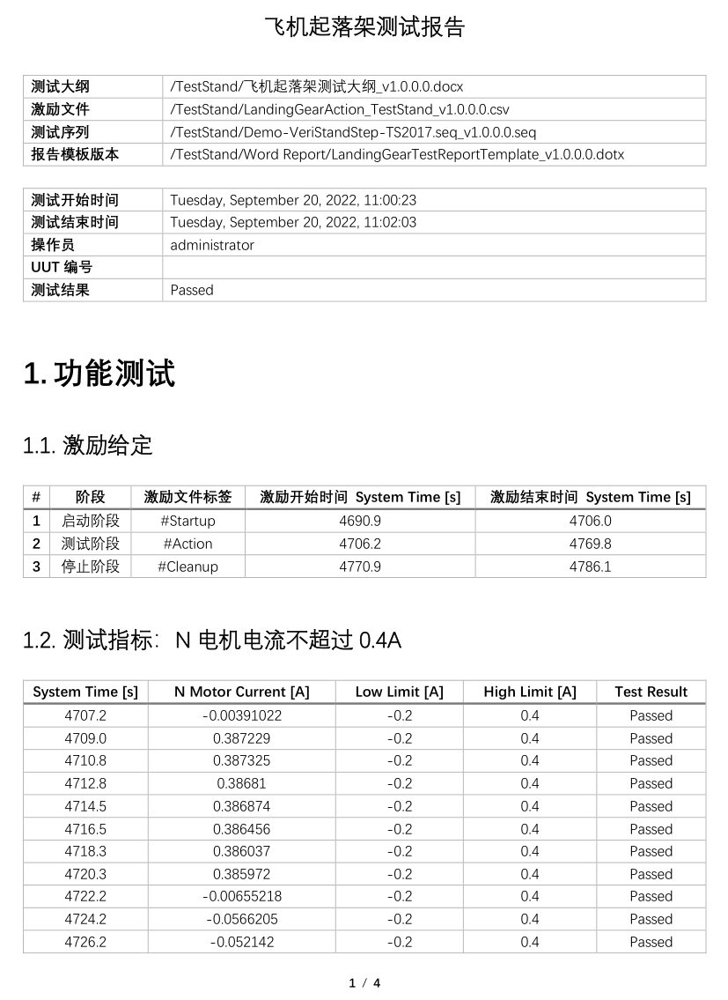 飞机起落架测试报告
测试大纲 /TestStand/飞机起落架测试大纲_v1.0.0.0.docx
激励文件 /TestStand/LandingGearAction_TestStand_v1.0.0.0.csv
测试序列 /TestStand/Demo-VeriStandStep-TS2017.seq_v1.0.0.0.seq
报告模板版本 /TestStand/Word Report/LandingGearTestReportTemplate_v1.0.0.0.dotx
测试开始时间 Tuesday, September 20, 2022, 11:00:23
测试结束时间 Tuesday, September 20, 2022, 11:02:03
操作员 administrator
UUT 编号
测试结果 Passed
1. 功能测试
1.1. 激励给定
# 阶段 激励文件标签 激励开始时间 System Time [s] 激励结束时间 System Time [s]
1 启动阶段 #Startup 4690.9 4706.0
2 测试阶段 #Action 4706.2 4769.8
3 停止阶段 #Cleanup 4770.9 4786.1
1.2. 测试指标：N 电机电流不超过 0.4A
System Time [s] N Motor Current [A] Low Limit [A] High Limit [A] Test Result
4707.2 -0.00391022 -0.2 0.4 Passed
4709.0 0.387229 -0.2 0.4 Passed
4710.8 0.387325 -0.2 0.4 Passed
4712.8 0.38681 -0.2 0.4 Passed
4714.5 0.386874 -0.2 0.4 Passed
4716.5 0.386456 -0.2 0.4 Passed
4718.3 0.386037 -0.2 0.4 Passed
4720.3 0.385972 -0.2 0.4 Passed
4722.2 -0.00655218 -0.2 0.4 Passed
4724.2 -0.0566205 -0.2 0.4 Passed
4726.2 -0.052142 -0.2 0.4 Passed
1 / 4